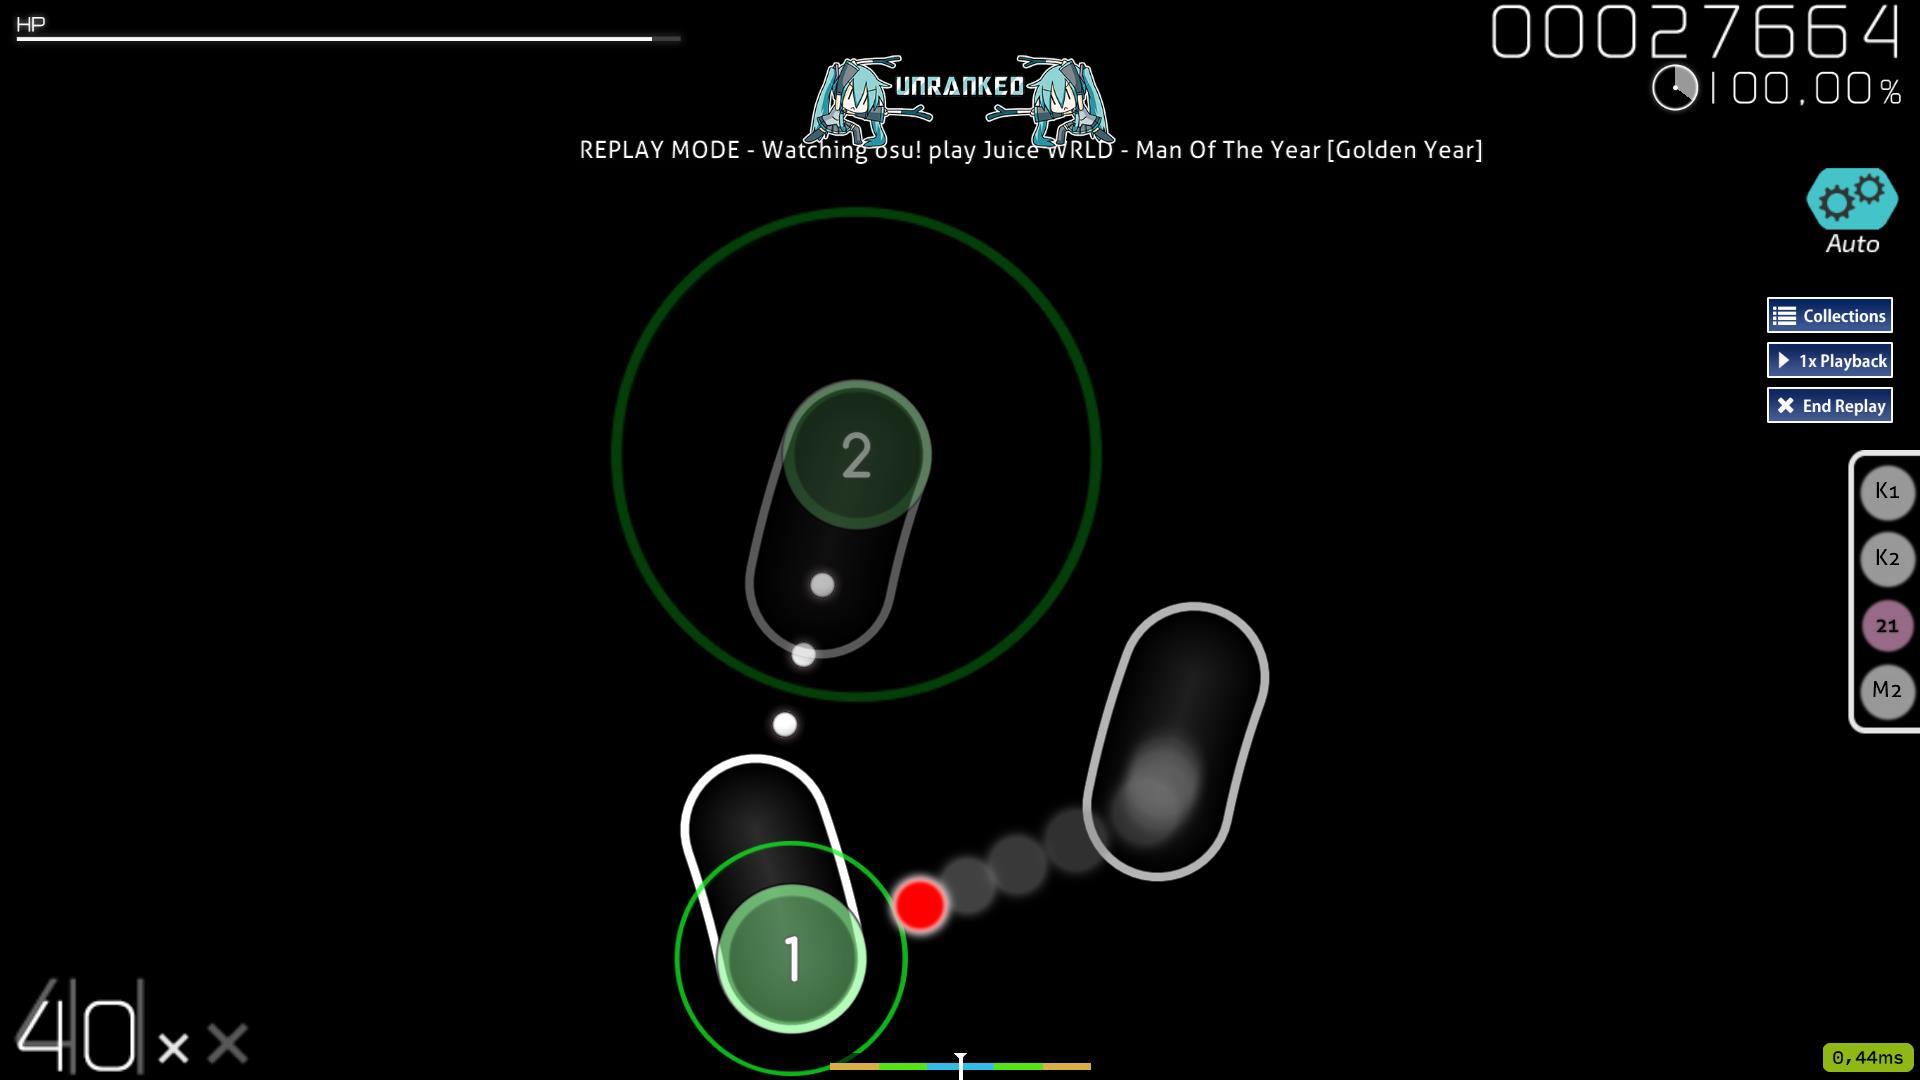 HP
00027664
100,00%
UNRANKED
REPLAY MODE - Watching osu! play Juice WRLD - Man Of The Year [Golden Year]
Auto
Collections
1x Playback
End Replay
K1
K2
21
M2
2
1
40x
0,44ms